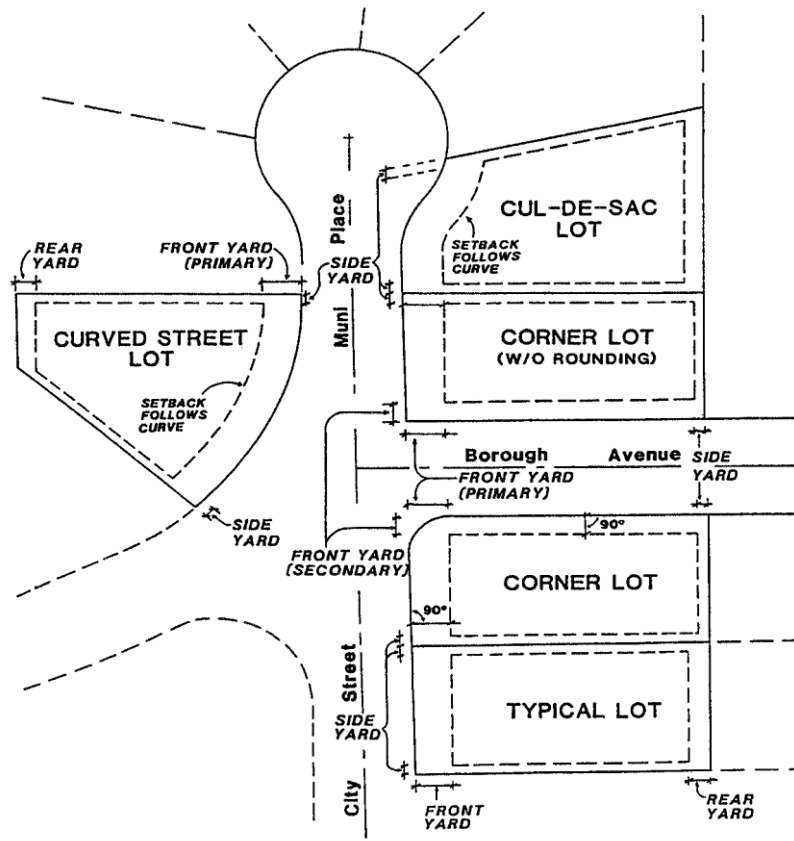 CUL-DE-SAC
LOT
SETBACK
FOLLOWS
CURVE
Place
REAR
YARD
FRONT YARD
(PRIMARY)
SIDE
YARD
Muni
CURVED STREET
LOT
SETBACK
FOLLOWS
CURVE
CORNER LOT
(W/O ROUNDING)
Borough Avenue
SIDE
YARD
FRONT YARD
(PRIMARY)
SIDE
YARD
FRONT YARD
(SECONDARY)
90°
CORNER LOT
90°
Street
SIDE
YARD
TYPICAL LOT
City
FRONT
YARD
REAR
YARD